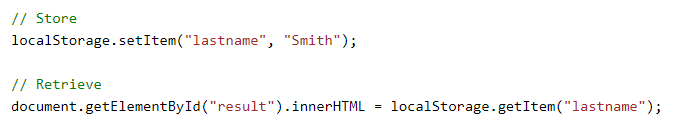 // Store
localStorage.setItem("lastname", "Smith");
// Retrieve
document.getElementById("result").innerHTML = localStorage.getItem("lastname");